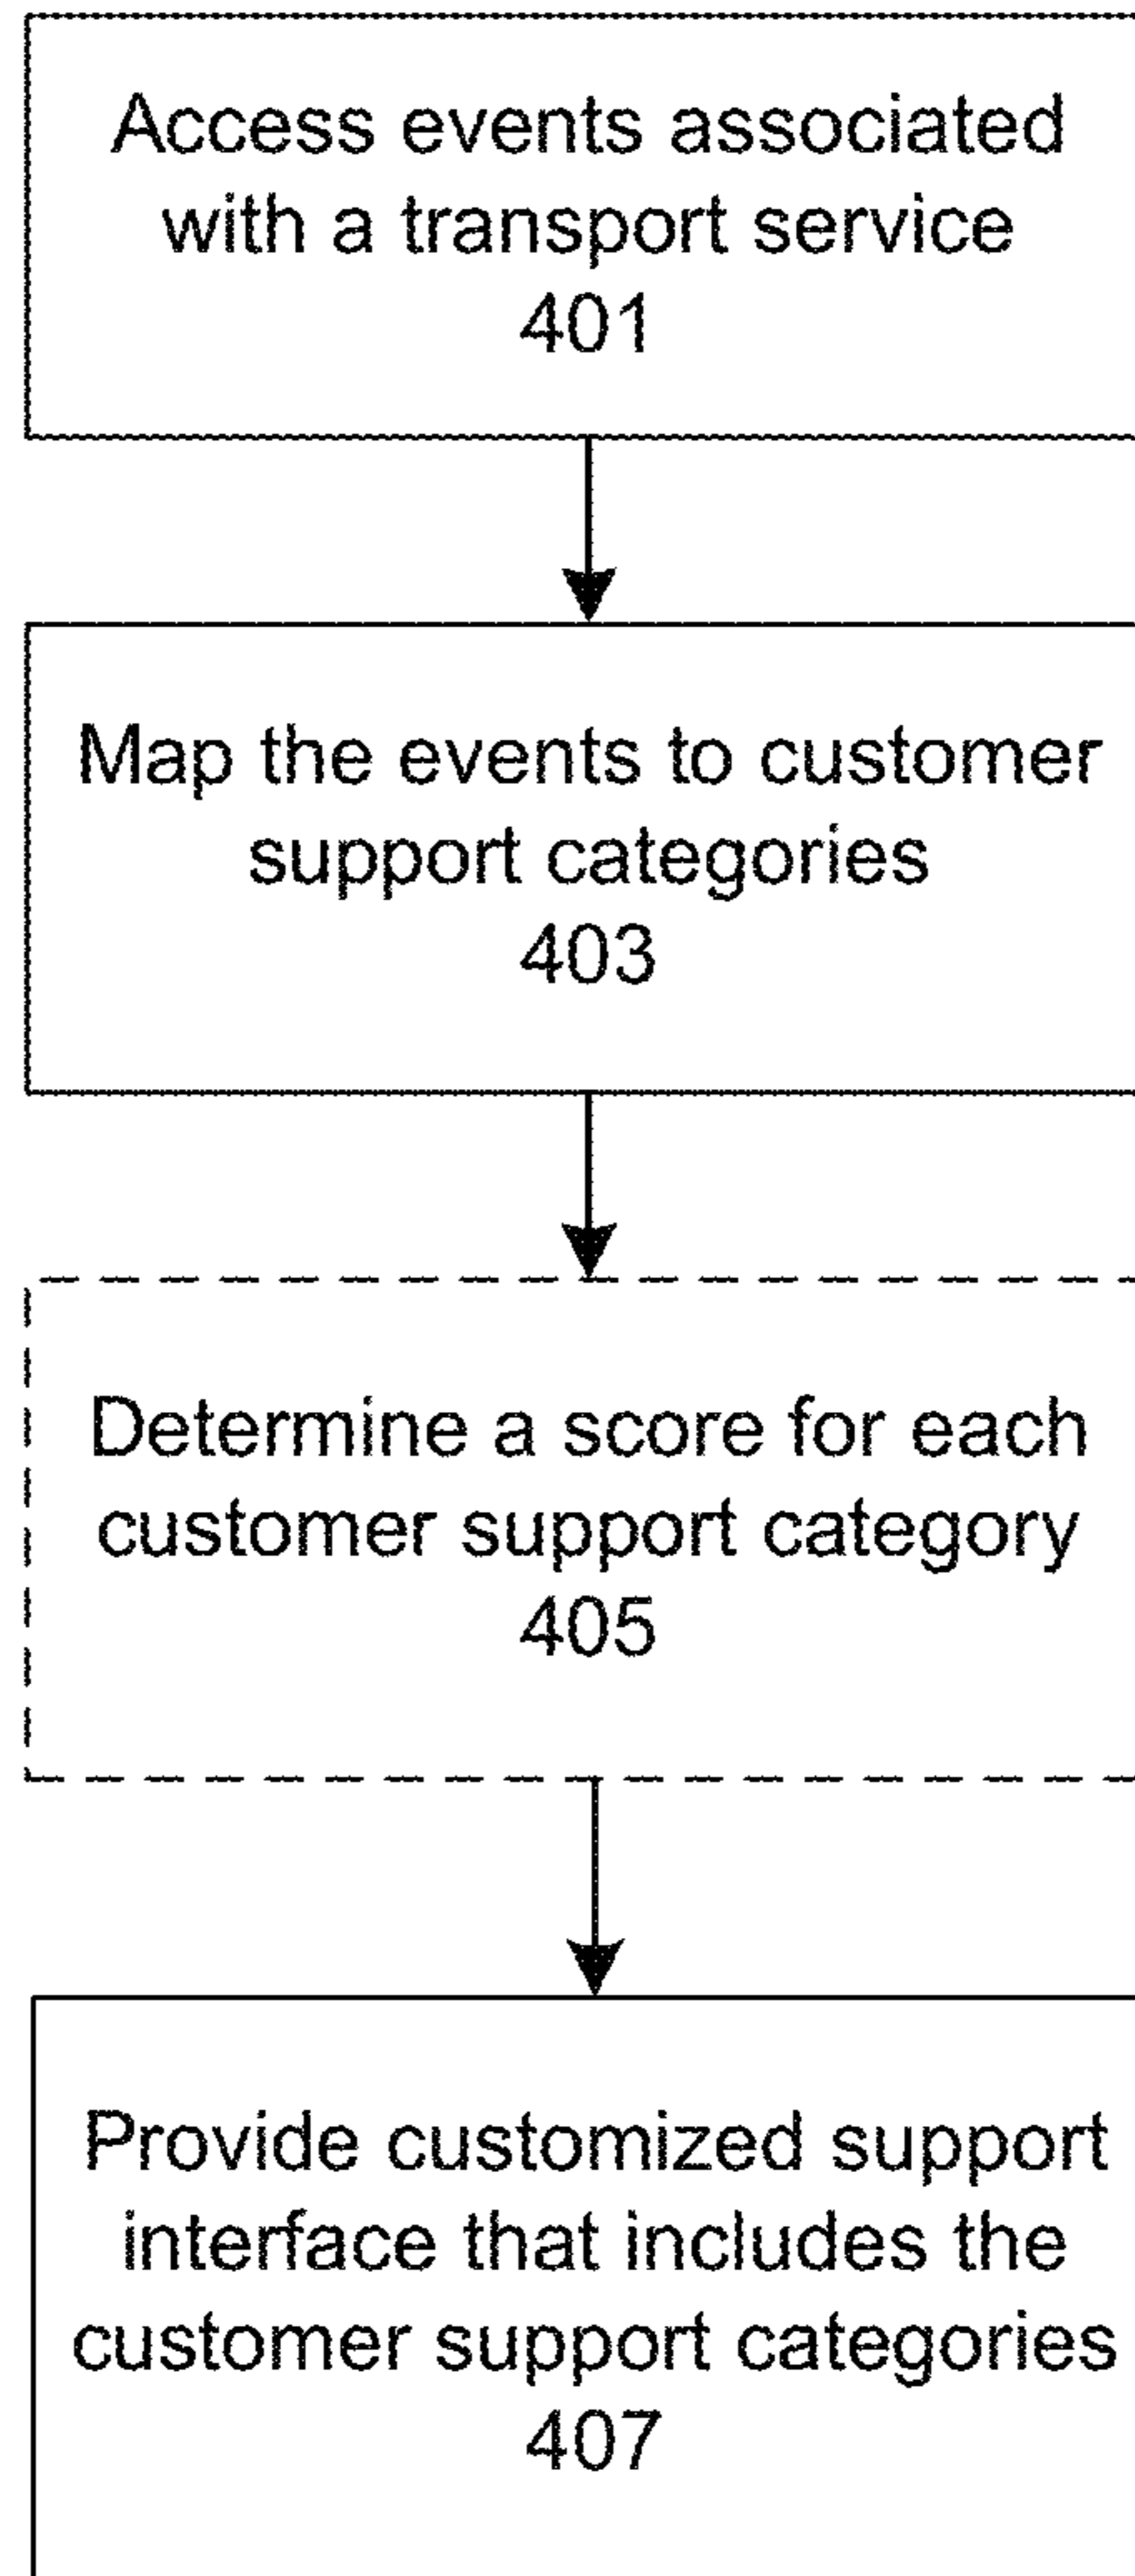 Access events associated
with a transport service
401
Map the events to customer
support categories
403
Determine a score for each
customer support category
405
Provide customized support
interface that includes the
customer support categories
407